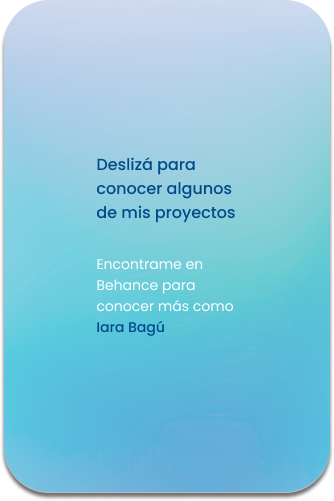 Deslizá para
conocer algunos
de mis proyectos
Encontrame en
Behance para
conocer más como
Iara Bagú